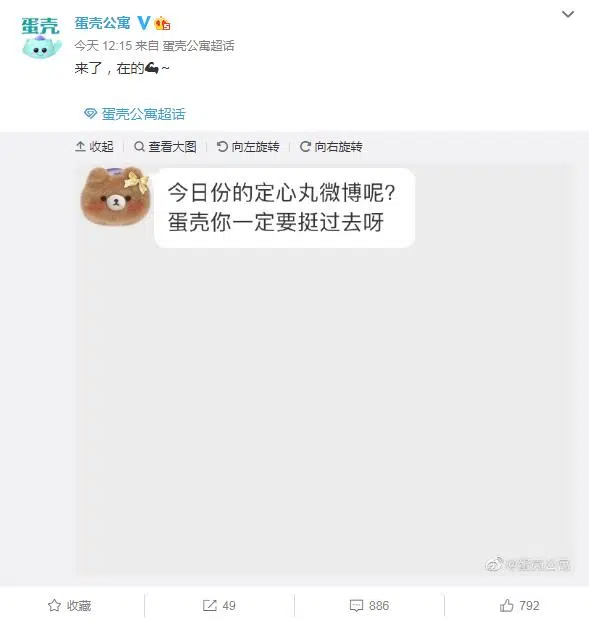 蛋壳
蛋壳公寓
今天 12:15 来自 蛋壳公寓超话
来了，在的💪～
蛋壳公寓超话
收起 查看大图 向左旋转 向右旋转
今日份的定心丸微博呢?
蛋壳你一定要挺过去呀
@蛋壳公寓
收藏 49 886 792